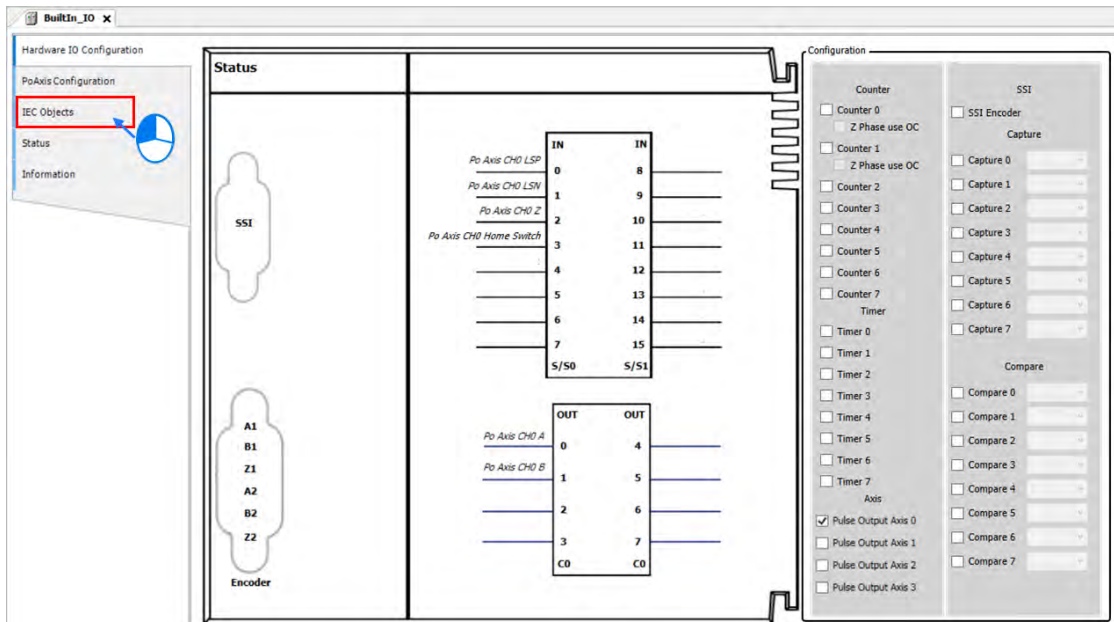 BuiltIn_IO
Hardware IO Configuration
PoAxis Configuration
IEC Objects
Status
Information
Status
SSI
A1
B1
Z1
A2
B2
Z2
Encoder
IN IN
Po Axis CH0 LSP 0 8
Po Axis CH0 LSN 1 9
Po Axis CH0 Z 2 10
Po Axis CH0 Home Switch 3 11
4 12
5 13
6 14
7 15
S/S0 S/S1
OUT OUT
Po Axis CH0 A 0 4
Po Axis CH0 B 1 5
2 6
3 7
C0 C0
Configuration
Counter
Counter 0
Z Phase use OC
Counter 1
Z Phase use OC
Counter 2
Counter 3
Counter 4
Counter 5
Counter 6
Counter 7
Timer
Timer 0
Timer 1
Timer 2
Timer 3
Timer 4
Timer 5
Timer 6
Timer 7
Axis
Pulse Output Axis 0
Pulse Output Axis 1
Pulse Output Axis 2
Pulse Output Axis 3
SSI
SSI Encoder
Capture
Capture 0
Capture 1
Capture 2
Capture 3
Capture 4
Capture 5
Capture 6
Capture 7
Compare
Compare 0
Compare 1
Compare 2
Compare 3
Compare 4
Compare 5
Compare 6
Compare 7